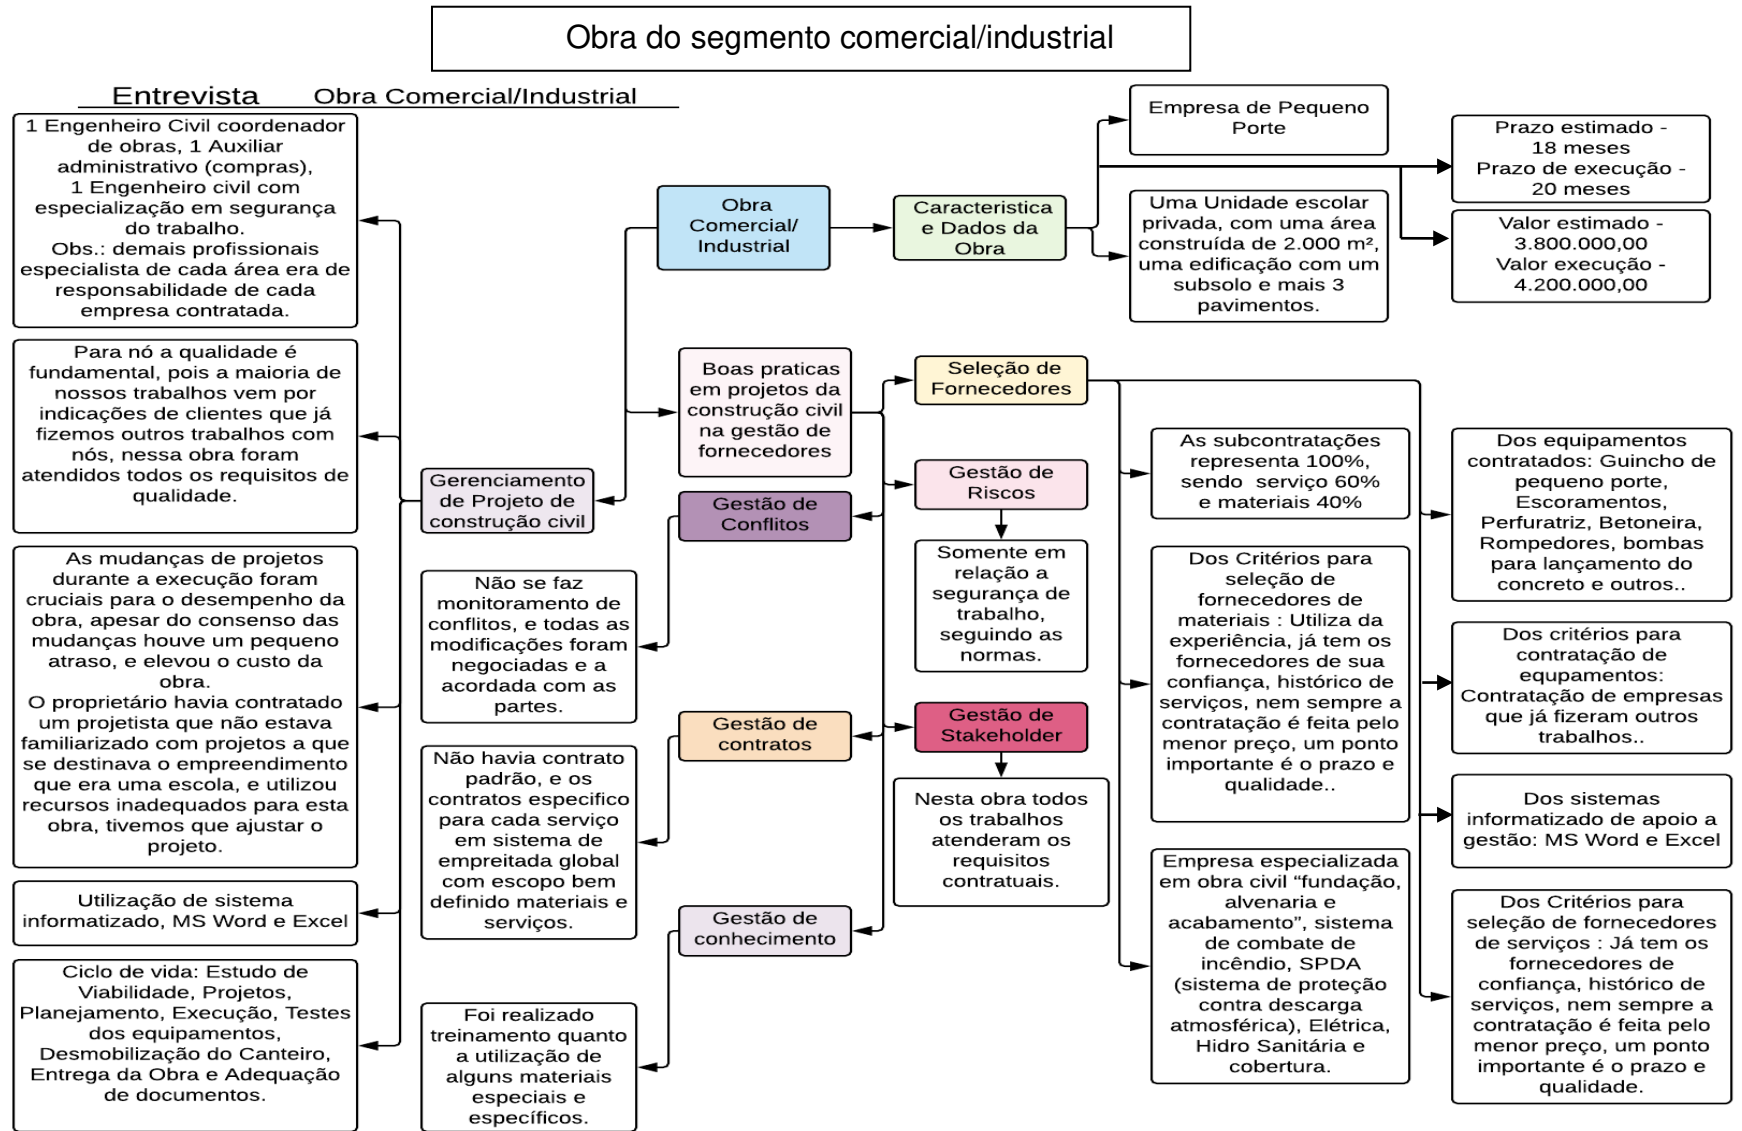 Obra do segmento comercial/industrial
Entrevista Obra Comercial/Industrial
1 Engenheiro Civil coordenador
de obras, 1 Auxiliar
administrativo (compras),
1 Engenheiro civil com
especialização em segurança
do trabalho.
Obs.: demais profissionais
especialista de cada área era de
responsabilidade de cada
empresa contratada.
Para nó a qualidade é
fundamental, pois a maioria de
nossos trabalhos vem por
indicações de clientes que já
fizemos outros trabalhos com
nós, nessa obra foram
atendidos todos os requisitos de
qualidade.
As mudanças de projetos
durante a execução foram
cruciais para o desempenho da
obra, apesar do consenso das
mudanças houve um pequeno
atraso, e elevou o custo da
obra.
O proprietário havia contratado
um projetista que não estava
familiarizado com projetos a que
se destinava o empreendimento
que era uma escola, e utilizou
recursos inadequados para esta
obra, tivemos que ajustar o
projeto.
Utilização de sistema
informatizado, MS Word e Excel
Ciclo de vida: Estudo de
Viabilidade, Projetos,
Planejamento, Execução, Testes
dos equipamentos,
Desmobilização do Canteiro,
Entrega da Obra e Adequação
de documentos.
Gerenciamento
de Projeto de
construção civil
Não se faz
monitoramento de
conflitos, e todas as
modificações foram
negociadas e a
acordada com as
partes.
Não havia contrato
padrão, e os
contratos especifico
para cada serviço
em sistema de
empreitada global
com escopo bem
definido materiais e
serviços.
Foi realizado
treinamento quanto
a utilização de
alguns materiais
especiais e
específicos.
Obra
Comercial/
Industrial
Boas praticas
em projetos da
construção civil
na gestão de
fornecedores
Gestão de
Conflitos
Gestão de
contratos
Gestão de
conhecimento
Caracteristica
e Dados da
Obra
Seleção de
Fornecedores
Gestão de
Riscos
Somente em
relação a
segurança de
trabalho,
seguindo as
normas.
Gestão de
Stakeholder
Nesta obra todos
os trabalhos
atenderam os
requisitos
contratuais.
Empresa de Pequeno
Porte
Uma Unidade escolar
privada, com uma área
construída de 2.000 m²,
uma edificação com um
subsolo e mais 3
pavimentos.
As subcontratações
representa 100%,
sendo serviço 60%
e materiais 40%
Dos Critérios para
seleção de
fornecedores de
materiais : Utiliza da
experiência, já tem os
fornecedores de sua
confiança, histórico de
serviços, nem sempre a
contratação é feita pelo
menor preço, um ponto
importante é o prazo e
qualidade..
Empresa especializada
em obra civil “fundação,
alvenaria e
acabamento”, sistema
de combate de
incêndio, SPDA
(sistema de proteção
contra descarga
atmosférica), Elétrica,
Hidro Sanitária e
cobertura.
Prazo estimado -
18 meses
Prazo de execução -
20 meses
Valor estimado -
3.800.000,00
Valor execução -
4.200.000,00
Dos equipamentos
contratados: Guincho de
pequeno porte,
Escoramentos,
Perfuratriz, Betoneira,
Rompedores, bombas
para lançamento do
concreto e outros..
Dos critérios para
contratação de
equpamentos:
Contratação de empresas
que já fizeram outros
trabalhos..
Dos sistemas
informatizado de apoio a
gestão: MS Word e Excel
Dos Critérios para
seleção de fornecedores
de serviços : Já tem os
fornecedores de
confiança, histórico de
serviços, nem sempre a
contratação é feita pelo
menor preço, um ponto
importante é o prazo e
qualidade.